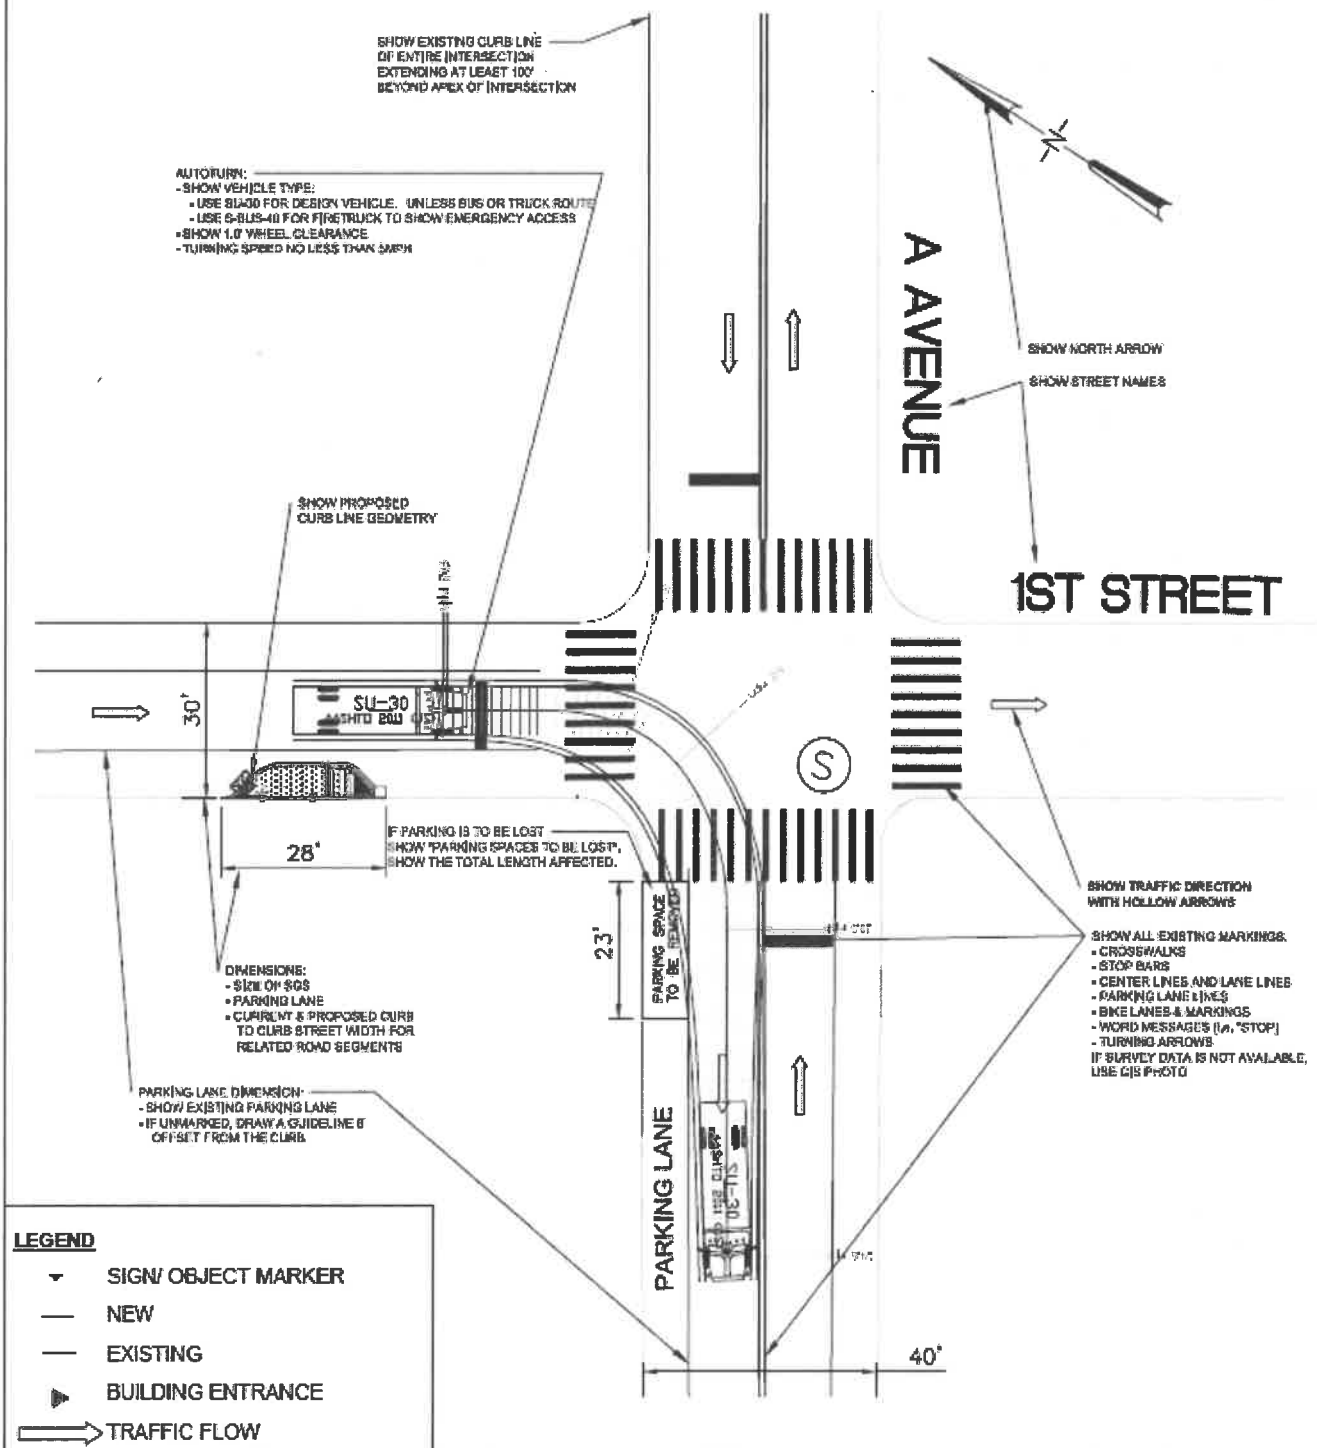 SHOW EXISTING CURB LINE
OF ENTIRE INTERSECTION
EXTENDING AT LEAST 100'
BEYOND APEX OF INTERSECTION
AUTOTURN:
- SHOW VEHICLE TYPE:
- USE SU-30 FOR DESIGN VEHICLE. UNLESS BUS OR TRUCK ROUTE
- USE S-BUS-40 FOR FIRETRUCK TO SHOW EMERGENCY ACCESS
- SHOW 1.0' WHEEL CLEARANCE
- TURNING SPEED NO LESS THAN 5MPH
N
A AVENUE
SHOW NORTH ARROW
SHOW STREET NAMES
SHOW PROPOSED
CURB LINE GEOMETRY
1ST STREET
30'
SU-30
AASHTO 2011
S
28'
IF PARKING IS TO BE LOST
SHOW "PARKING SPACES TO BE LOST",
SHOW THE TOTAL LENGTH AFFECTED.
23'
PARKING SPACE
TO BE REMOVED
SHOW TRAFFIC DIRECTION
WITH HOLLOW ARROWS
SHOW ALL EXISTING MARKINGS.
- CROSSWALKS
- STOP BARS
- CENTER LINES AND LANE LINES
- PARKING LANE LINES
- BIKE LANES & MARKINGS
- WORD MESSAGES (i.e, "STOP)
- TURNING ARROWS
IF SURVEY DATA IS NOT AVAILABLE,
USE GIS PHOTO
DIMENSIONS:
- SIZE OF SGS
- PARKING LANE
- CURRENT & PROPOSED CURB
TO CURB STREET WIDTH FOR
RELATED ROAD SEGMENTS
PARKING LANE DIMENSION:
- SHOW EXISTING PARKING LANE
- IF UNMARKED, DRAW A GUIDELINE 8'
OFFSET FROM THE CURB
PARKING LANE
SU-30
40'
LEGEND
SIGN/ OBJECT MARKER
NEW
EXISTING
BUILDING ENTRANCE
TRAFFIC FLOW